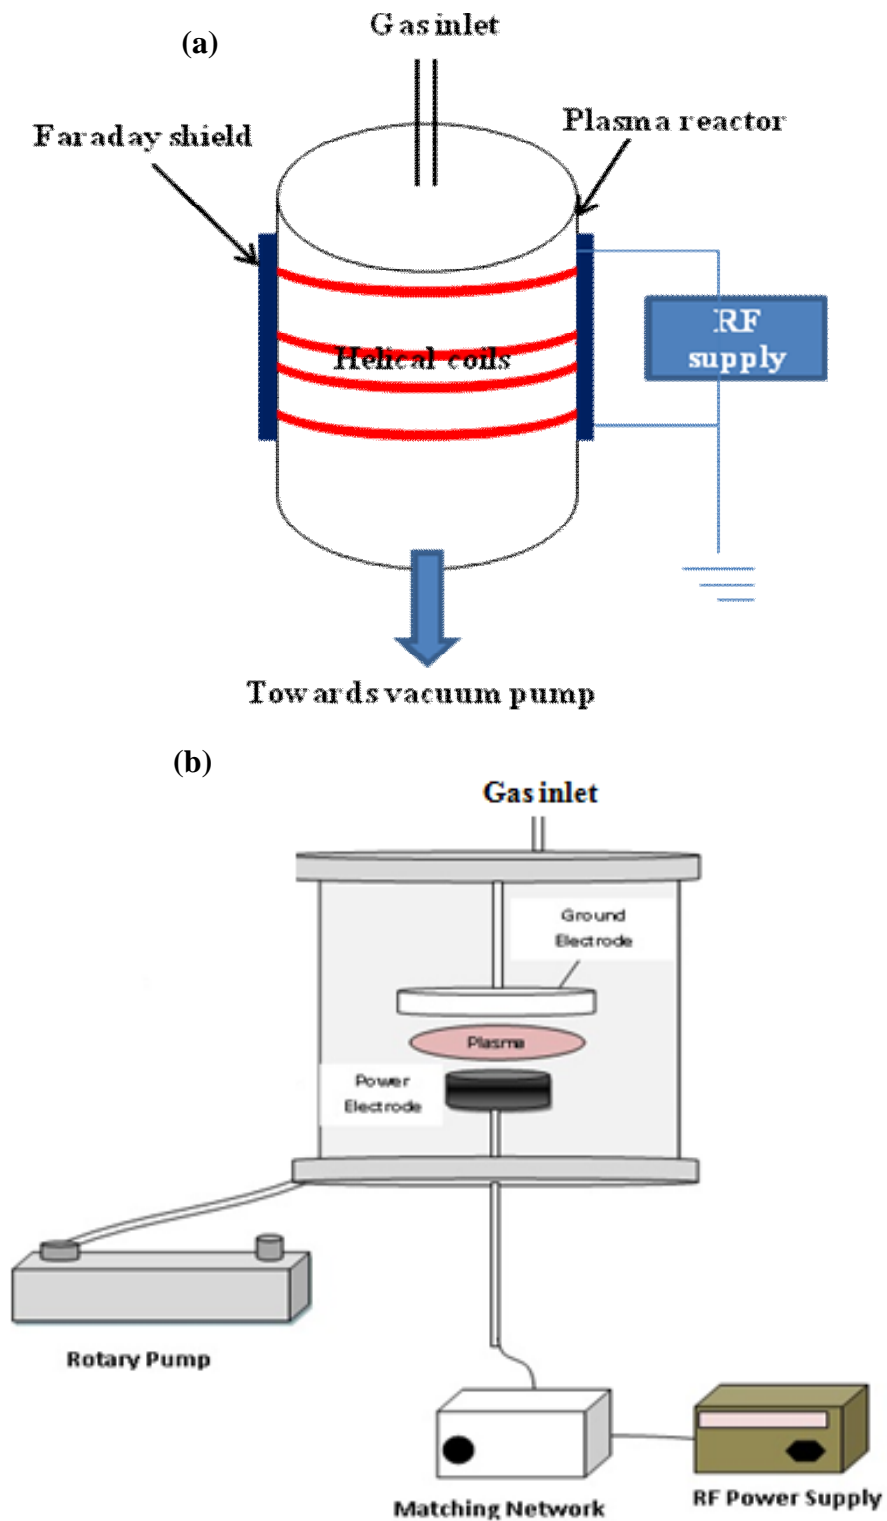 (a)
Gas inlet
Faraday shield
Plasma reactor
RF
supply
Helical coils
Towards vacuum pump
(b)
Gas inlet
Ground
Electrode
Plasma
Power
Electrode
Rotary Pump
Matching Network
RF Power Supply